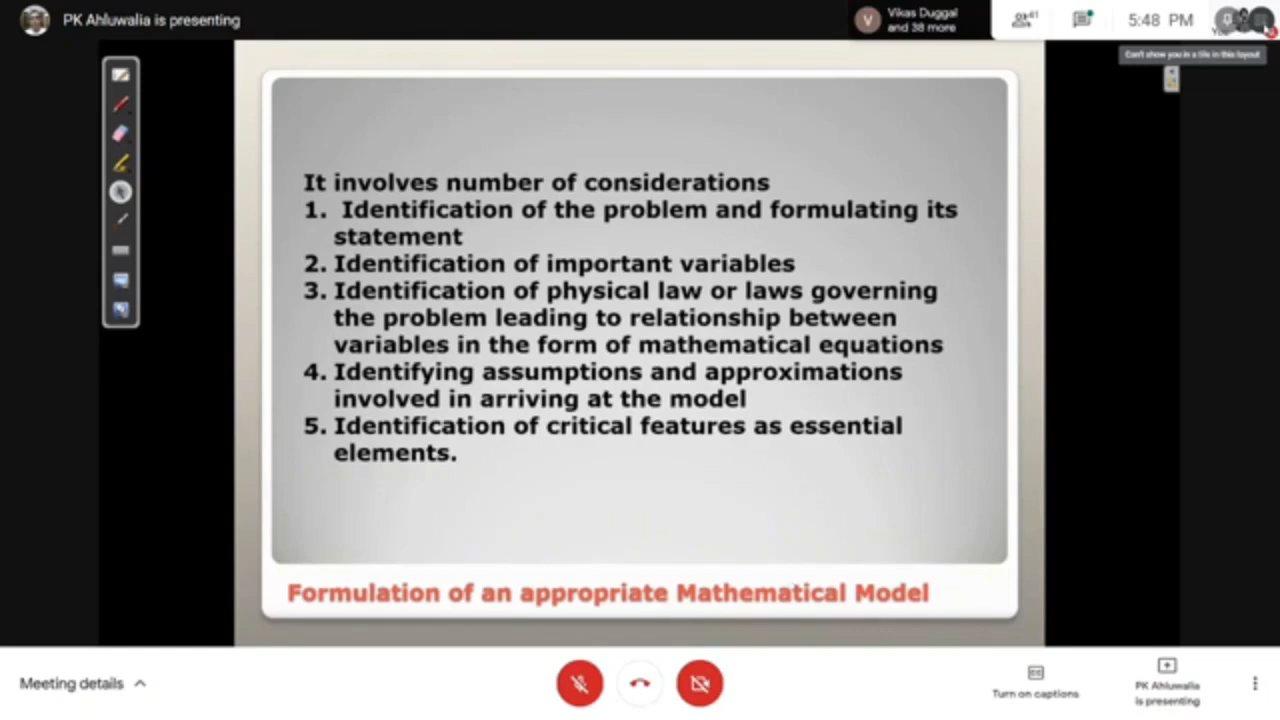 PK Ahluwalia is presenting
Vikas Duggal
and 38 more
V
41
5:48 PM
You
Can't show you in a tile in this layout
It involves number of considerations
1. Identification of the problem and formulating its
statement
2. Identification of important variables
3. Identification of physical law or laws governing
the problem leading to relationship between
variables in the form of mathematical equations
4. Identifying assumptions and approximations
involved in arriving at the model
5. Identification of critical features as essential
elements.
Formulation of an appropriate Mathematical Model
Meeting details
Turn on captions
PK Ahluwalia
is presenting